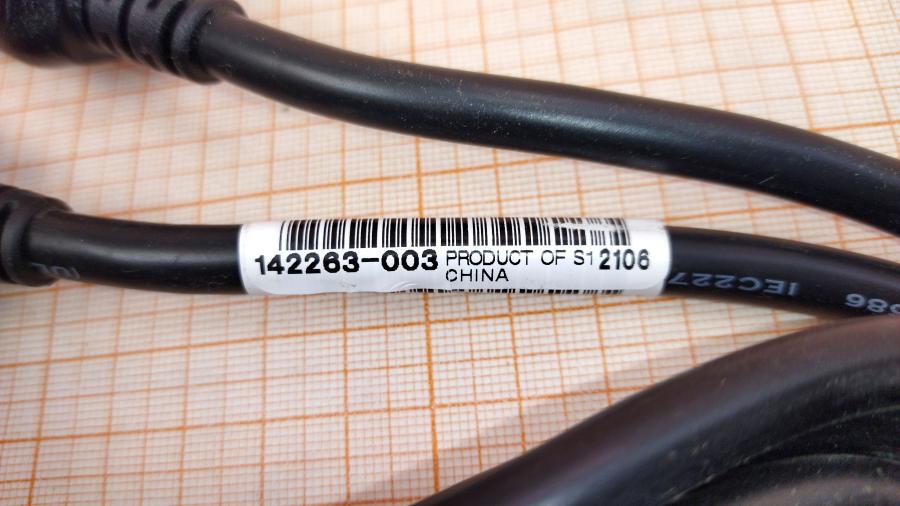 142263-003 PRODUCT OF S1 2106
CHINA
IEC227